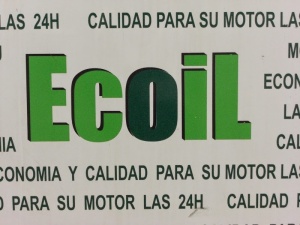 LAS 24H CALIDAD PARA SU MOTOR LAS
EcoiL
ECONOMIA Y CALIDAD PARA SU MOTOR LAS
PARA SU MOTOR LAS 24H CALIDAD